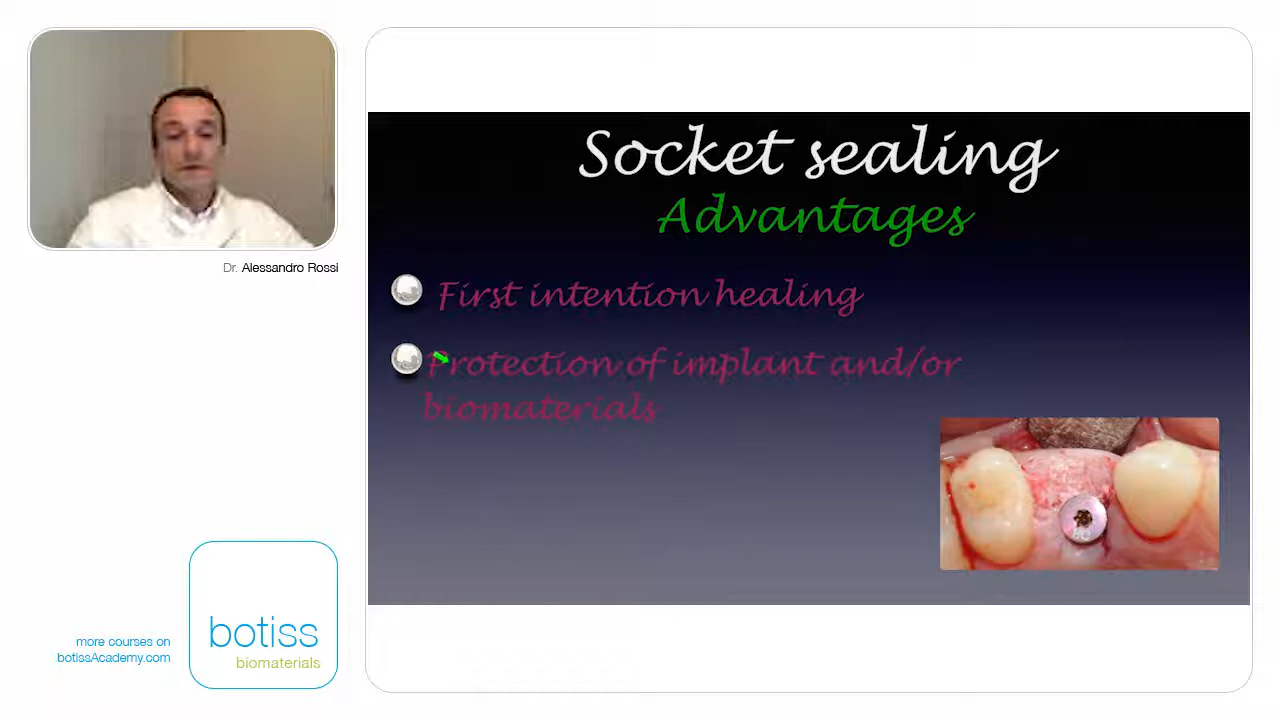 Socket sealing
Advantages
First intention healing
Protection of implant and/or
biomaterials
Dr. Alessandro Rossi
botiss
biomaterials
more courses on
botissAcademy.com